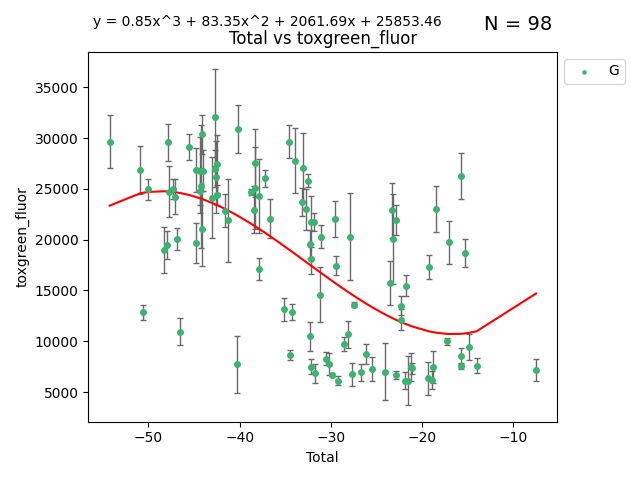 y = 0.85x^3 + 83.35x^2 + 2061.69x + 25853.46
N = 98
Total vs toxgreen_fluor
G
35000
30000
25000
20000
15000
10000
5000
toxgreen_fluor
−50
−40
−30
−20
−10
Total